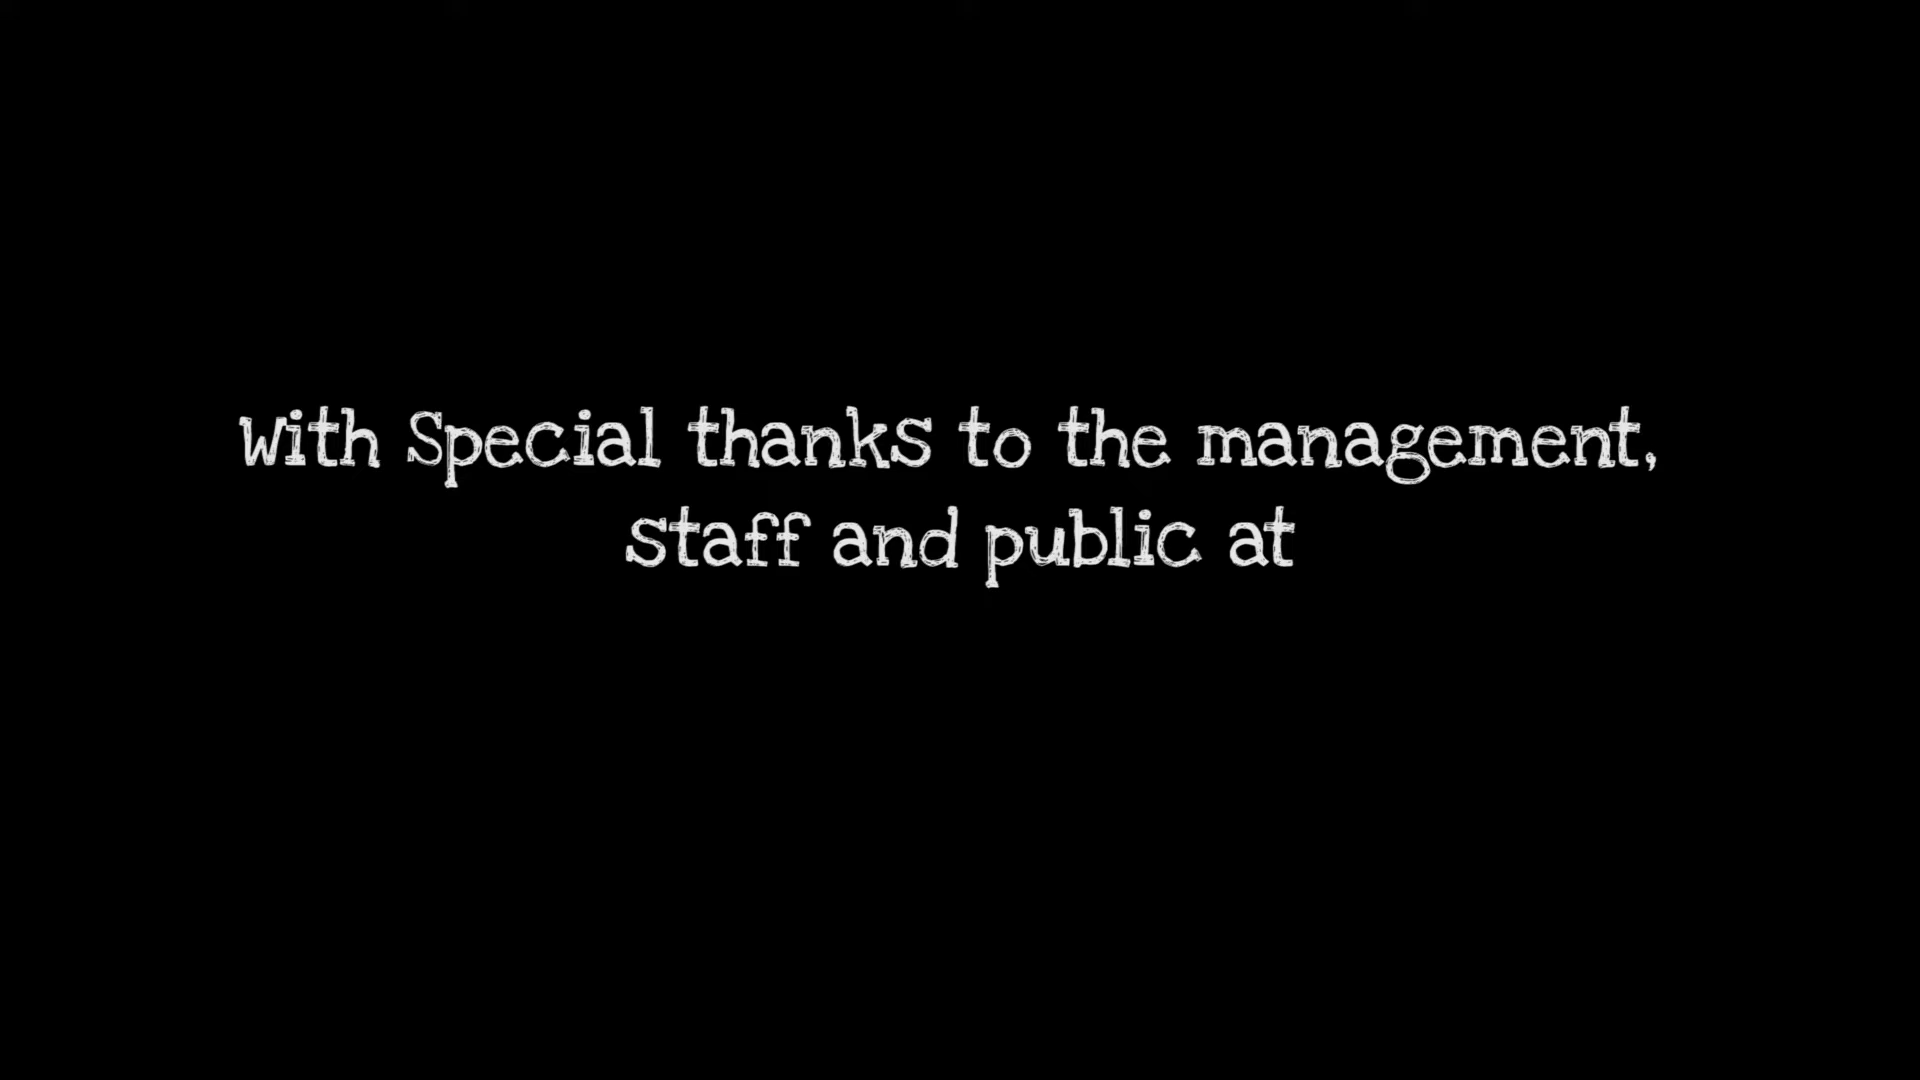 With Special thanks to the management,
staff and public at